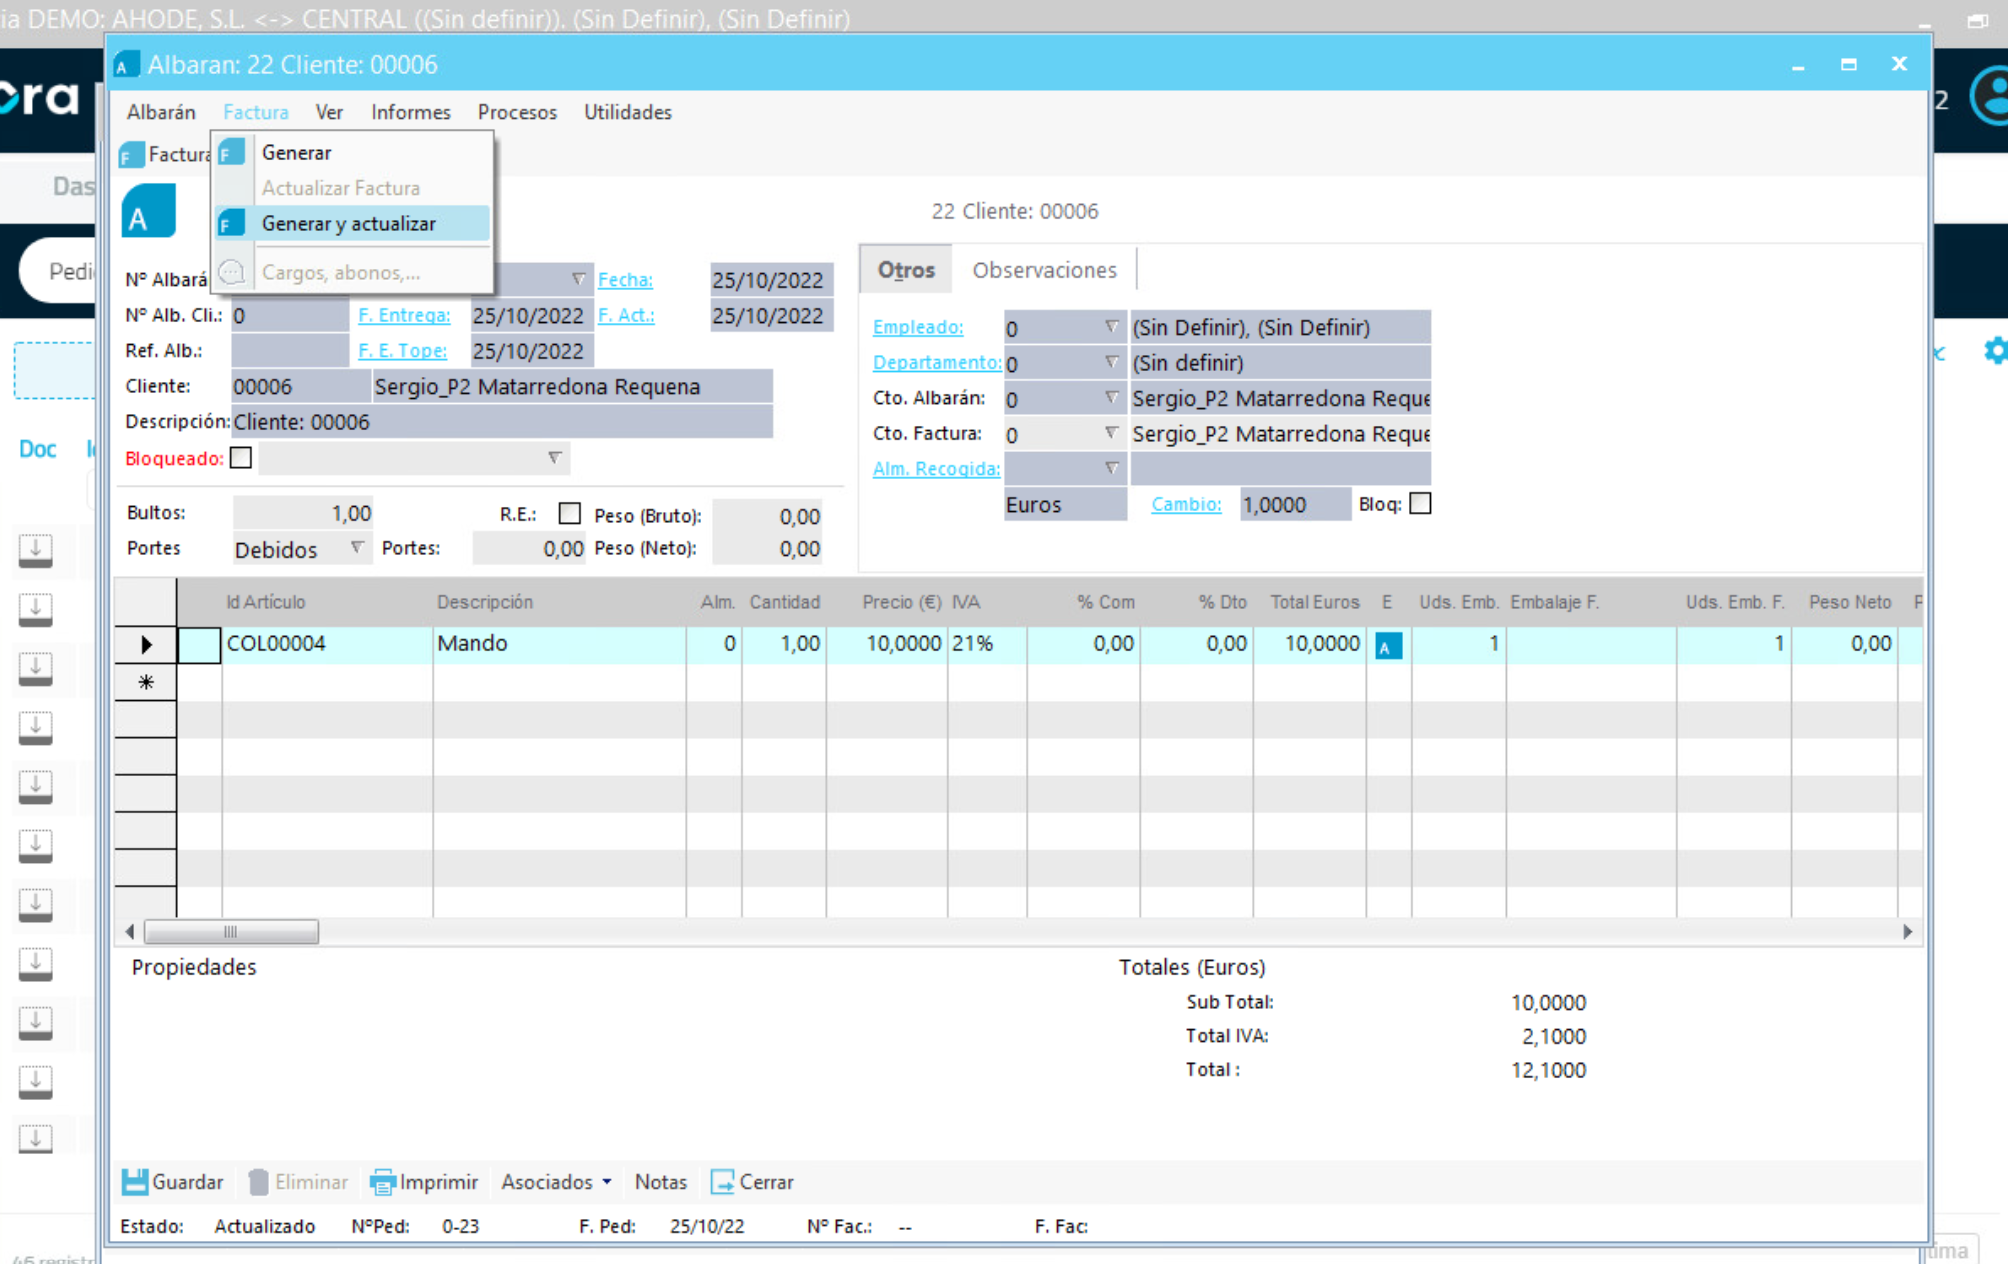 ia DEMO: AHODE, S.L. <-> CENTRAL ((Sin definir)). (Sin Definir), (Sin Definir)
A Albaran: 22 Cliente: 00006
ora
2
Albarán Factura Ver Informes Procesos Utilidades
F Factura
F Generar
Actualizar Factura
F Generar y actualizar
Cargos, abonos,...
Das
A
22 Cliente: 00006
Pedi
Otros Observaciones
Nº Albará Fecha: 25/10/2022
Nº Alb. Cli.: 0 F. Entrega: 25/10/2022 F. Act.: 25/10/2022
Ref. Alb.: F. E. Tope: 25/10/2022
Cliente: 00006 Sergio_P2 Matarredona Requena
Descripción: Cliente: 00006
Bloqueado:
Empleado: 0 (Sin Definir), (Sin Definir)
Departamento: 0 (Sin definir)
Cto. Albarán: 0 Sergio_P2 Matarredona Reque
Cto. Factura: 0 Sergio_P2 Matarredona Reque
Alm. Recogida:
Euros Cambio: 1,0000 Bloq:
Doc
Bultos: 1,00 R.E.: Peso (Bruto): 0,00
Portes Debidos Portes: 0,00 Peso (Neto): 0,00
Id Artículo Descripción Alm. Cantidad Precio (€) IVA % Com % Dto Total Euros E Uds. Emb. Embalaje F. Uds. Emb. F. Peso Neto P
COL00004 Mando 0 1,00 10,0000 21% 0,00 0,00 10,0000 A 1 1 0,00
Propiedades
Totales (Euros)
Sub Total: 10,0000
Total IVA: 2,1000
Total : 12,1000
Guardar Eliminar Imprimir Asociados Notas Cerrar
Estado: Actualizado NºPed: 0-23 F. Ped: 25/10/22 Nº Fac.: -- F. Fac:
46 registr
tima